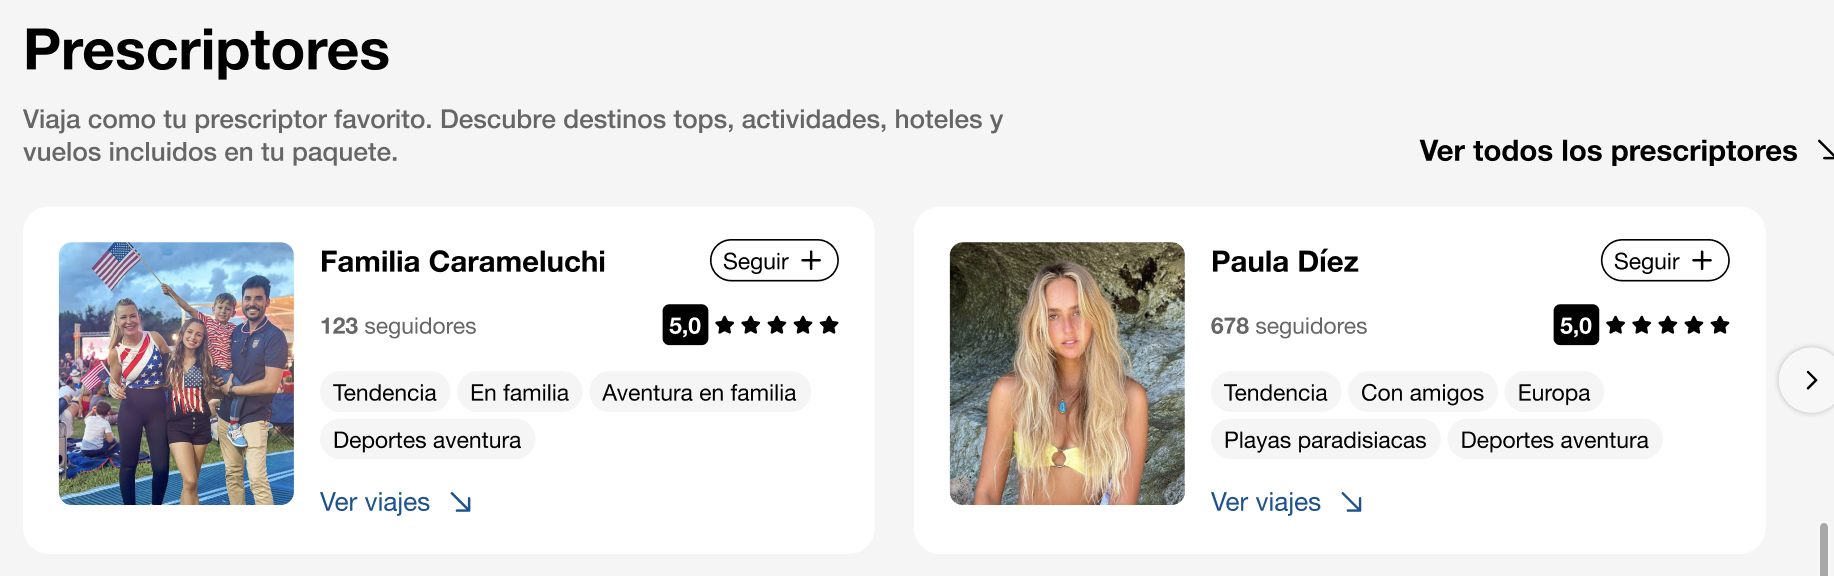 Prescriptores
Viaja como tu prescriptor favorito. Descubre destinos tops, actividades, hoteles y
vuelos incluidos en tu paquete.
Ver todos los prescriptores
Familia Carameluchi
Seguir
123 seguidores
5,0
Tendencia
En familia
Aventura en familia
Deportes aventura
Ver viajes
Paula Díez
Seguir
678 seguidores
5,0
Tendencia
Con amigos
Europa
Playas paradisiacas
Deportes aventura
Ver viajes